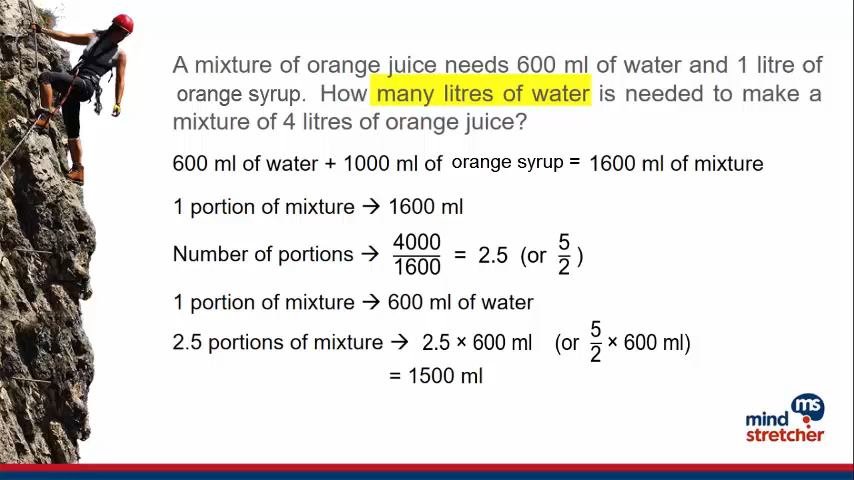 A mixture of orange juice needs 600 ml of water and 1 litre of
orange syrup. How many litres of water is needed to make a
mixture of 4 litres of orange juice?
600 ml of water + 1000 ml of orange syrup = 1600 ml of mixture
1 portion of mixture → 1600 ml
Number of portions → 4000/1600 = 2.5 (or 5/2)
1 portion of mixture → 600 ml of water
2.5 portions of mixture → 2.5 × 600 ml (or 5/2 × 600 ml)
= 1500 ml
ms
mind
stretcher